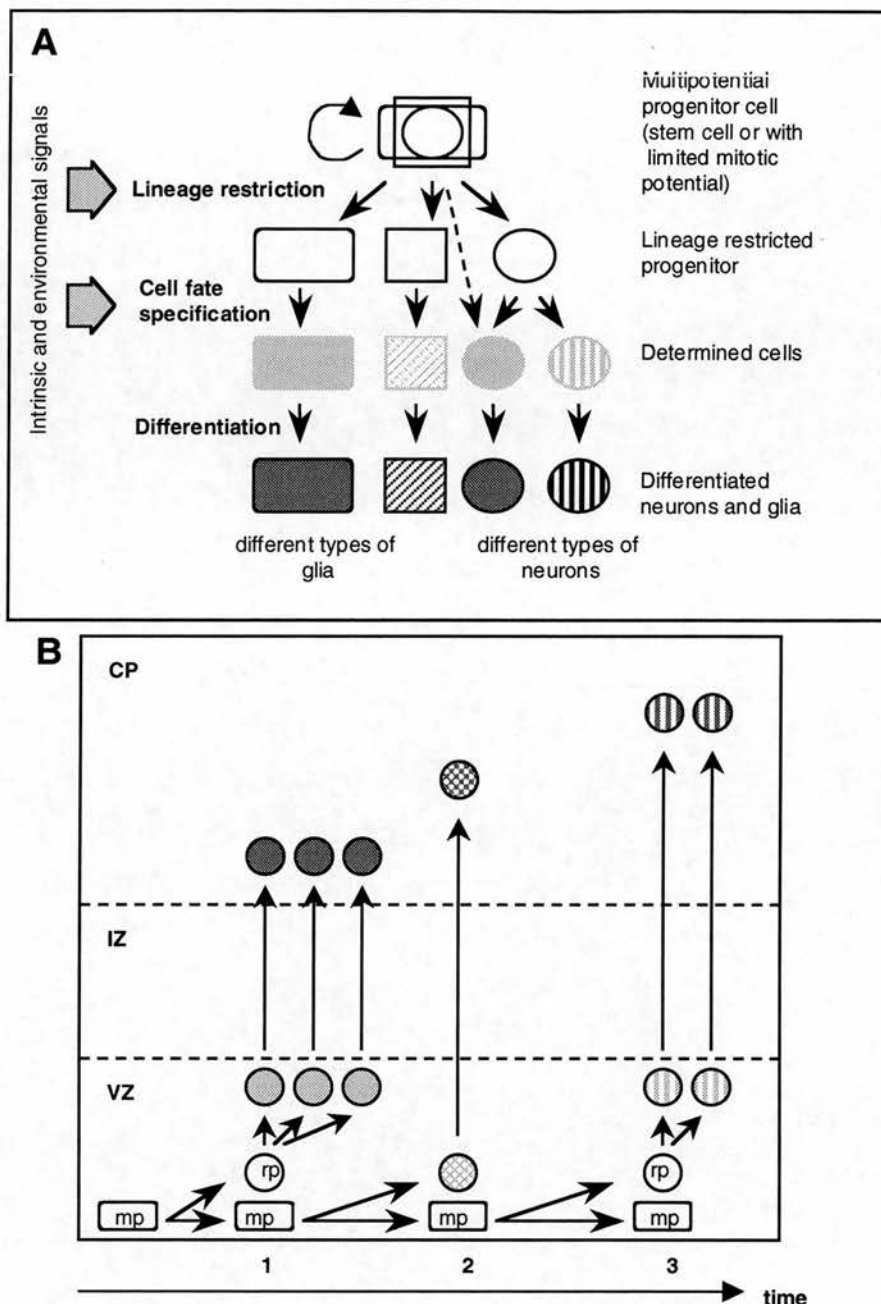 A
Multipotential
progenitor cell
(stem cell or with
limited mitotic
potential)
Intrinsic and environmental signals
Lineage restriction
Lineage restricted
progenitor
Cell fate
specification
Determined cells
Differentiation
Differentiated
neurons and glia
different types of
glia
different types of
neurons
B
CP
IZ
VZ
rp
rp
mp
mp
mp
mp
1
2
3
time